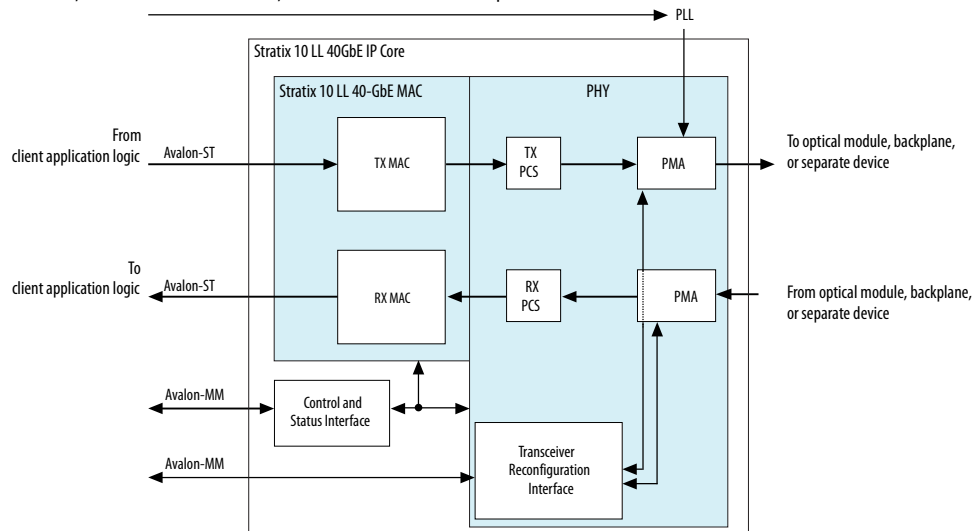 PLL
Stratix 10 LL 40GbE IP Core
Stratix 10 LL 40-GbE MAC
PHY
From
client application logic
Avalon-ST
TX MAC
TX
PCS
PMA
To optical module, backplane,
or separate device
To
client application logic
Avalon-ST
RX MAC
RX
PCS
PMA
From optical module, backplane,
or separate device
Avalon-MM
Control and
Status Interface
Avalon-MM
Transceiver
Reconfiguration
Interface